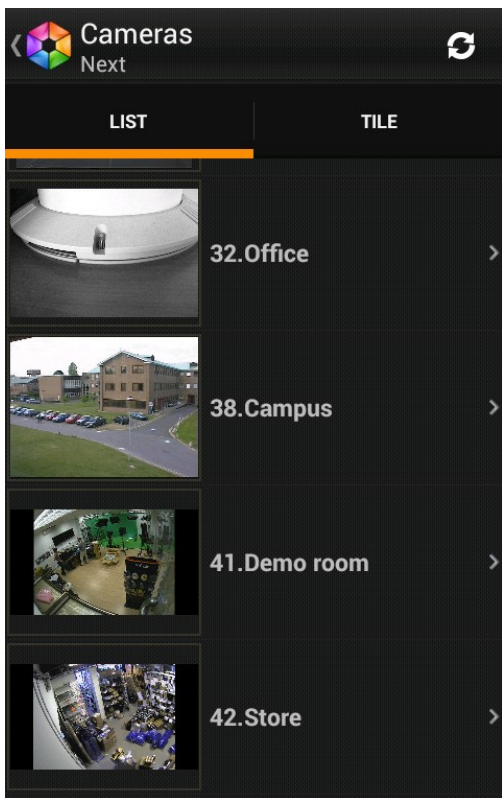 Cameras
Next
LIST
TILE
32.Office
38.Campus
41.Demo room
42.Store